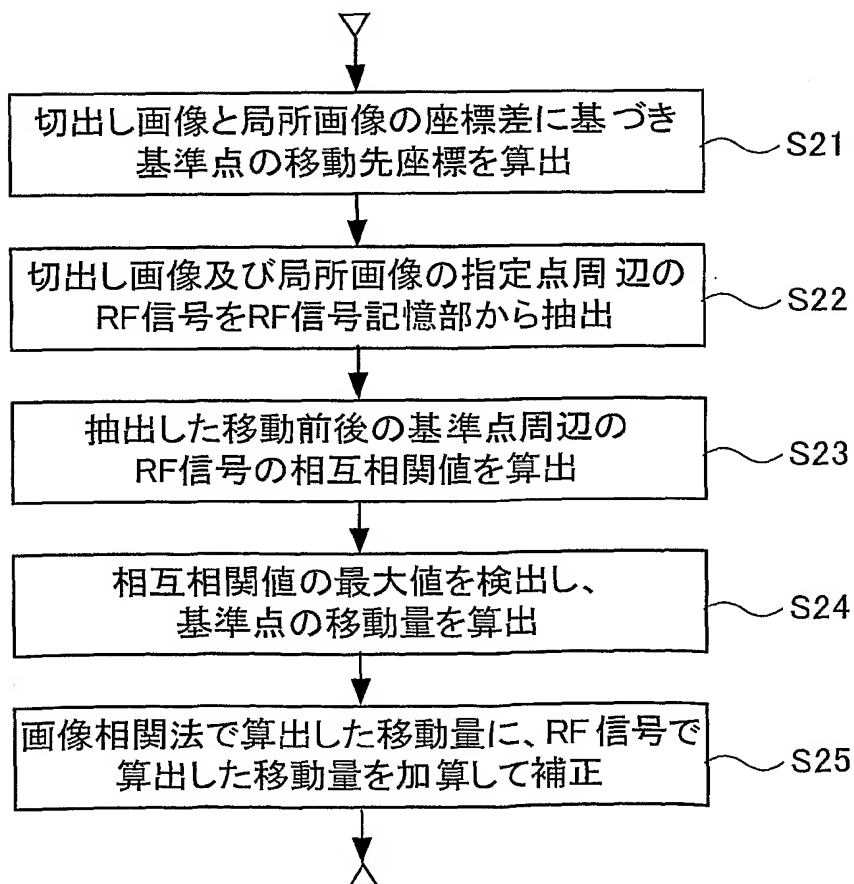 切出し画像と局所画像の座標差に基づき
基準点の移動先座標を算出
S21
切出し画像及び局所画像の指定点周辺の
RF信号をRF信号記憶部から抽出
S22
抽出した移動前後の基準点周辺の
RF信号の相互相関値を算出
S23
相互相関値の最大値を検出し、
基準点の移動量を算出
S24
画像相関法で算出した移動量に、RF信号で
算出した移動量を加算して補正
S25